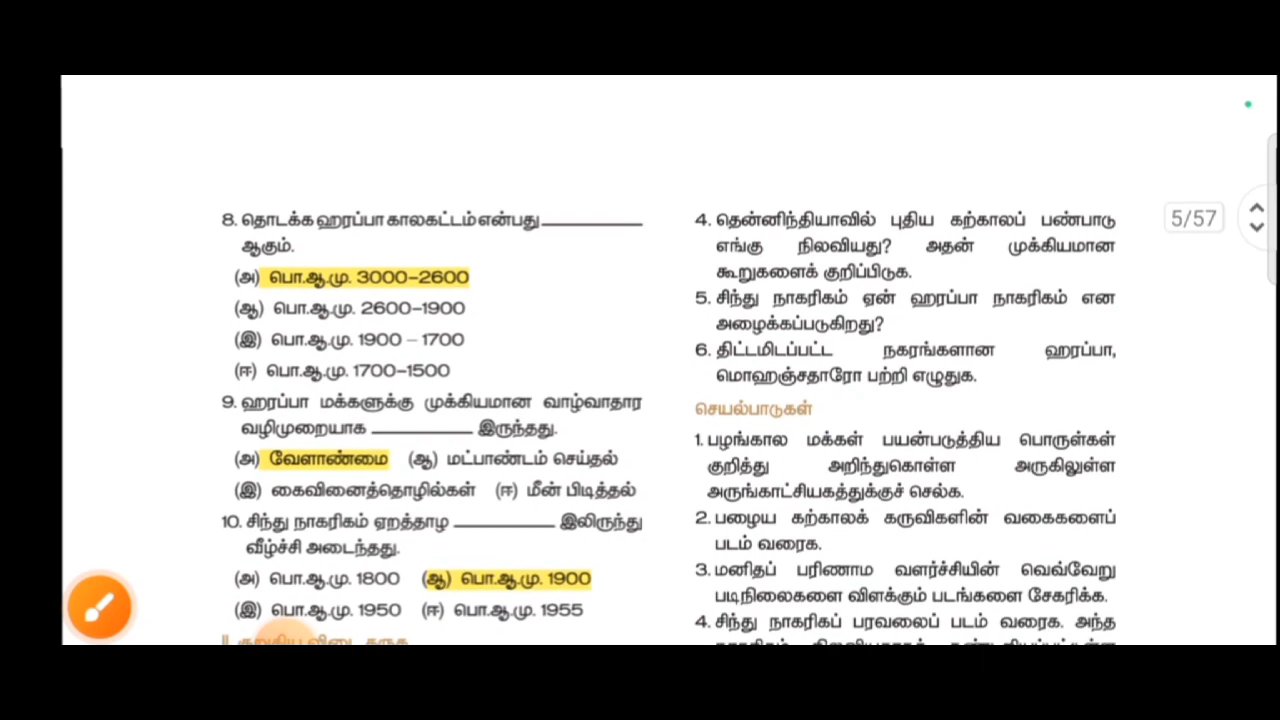 8. தொடக்க ஹரப்பா காலகட்டம் என்பது ____________
ஆகும்.
(அ) பொ.ஆ.மு. 3000–2600
(ஆ) பொ.ஆ.மு. 2600–1900
(இ) பொ.ஆ.மு. 1900 – 1700
(ஈ) பொ.ஆ.மு. 1700–1500
9. ஹரப்பா மக்களுக்கு முக்கியமான வாழ்வாதார
வழிமுறையாக ____________ இருந்தது.
(அ) வேளாண்மை (ஆ) மட்பாண்டம் செய்தல்
(இ) கைவினைத்தொழில்கள் (ஈ) மீன் பிடித்தல்
10. சிந்து நாகரிகம் ஏறத்தாழ ____________ இலிருந்து
வீழ்ச்சி அடைந்தது.
(அ) பொ.ஆ.மு. 1800 (ஆ) பொ.ஆ.மு. 1900
(இ) பொ.ஆ.மு. 1950 (ஈ) பொ.ஆ.மு. 1955
II. குறுகிய விடை தருக
4. தென்னிந்தியாவில் புதிய கற்காலப் பண்பாடு
எங்கு நிலவியது? அதன் முக்கியமான
கூறுகளைக் குறிப்பிடுக.
5. சிந்து நாகரிகம் ஏன் ஹரப்பா நாகரிகம் என
அழைக்கப்படுகிறது?
6. திட்டமிடப்பட்ட நகரங்களான ஹரப்பா,
மொஹஞ்சதாரோ பற்றி எழுதுக.
செயல்பாடுகள்
1. பழங்கால மக்கள் பயன்படுத்திய பொருள்கள்
குறித்து அறிந்துகொள்ள அருகிலுள்ள
அருங்காட்சியகத்துக்குச் செல்க.
2. பழைய கற்காலக் கருவிகளின் வகைகளைப்
படம் வரைக.
3. மனிதப் பரிணாம வளர்ச்சியின் வெவ்வேறு
படிநிலைகளை விளக்கும் படங்களை சேகரிக்க.
4. சிந்து நாகரிகப் பரவலைப் படம் வரைக. அந்த
5/57